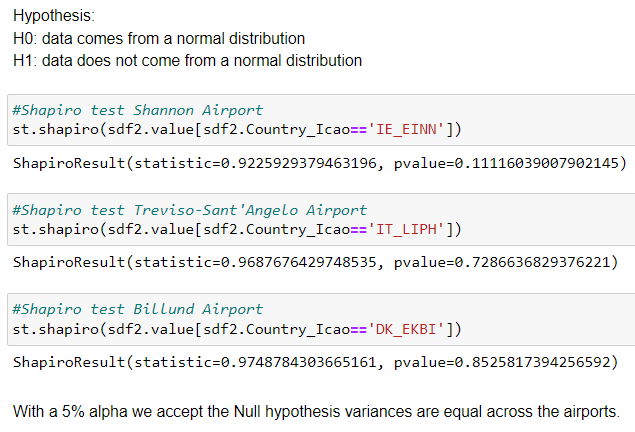 Hypothesis:
H0: data comes from a normal distribution
H1: data does not come from a normal distribution
#Shapiro test Shannon Airport
st.shapiro(sdf2.value[sdf2.Country_Icao=='IE_EINN'])
ShapiroResult(statistic=0.9225929379463196, pvalue=0.11116039007902145)
#Shapiro test Treviso-Sant'Angelo Airport
st.shapiro(sdf2.value[sdf2.Country_Icao=='IT_LIPH'])
ShapiroResult(statistic=0.9687676429748535, pvalue=0.7286636829376221)
#Shapiro test Billund Airport
st.shapiro(sdf2.value[sdf2.Country_Icao=='DK_EKBI'])
ShapiroResult(statistic=0.9748784303665161, pvalue=0.8525817394256592)
With a 5% alpha we accept the Null hypothesis variances are equal across the airports.